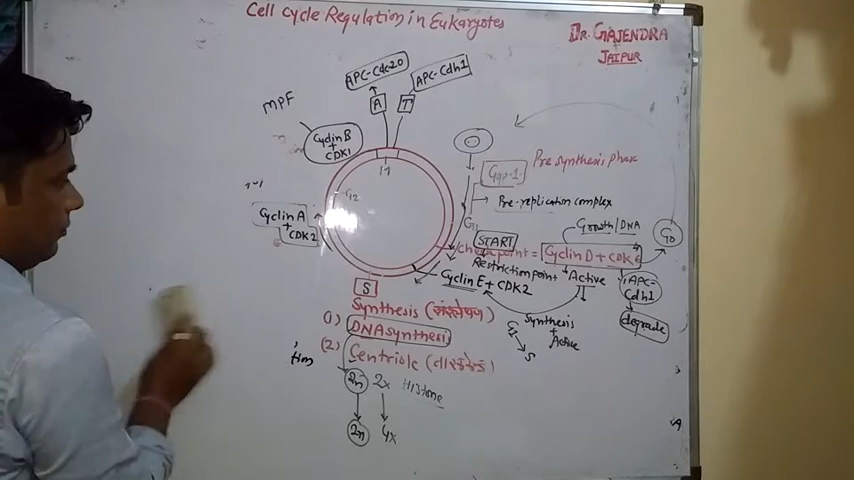 Cell Cycle Regulation in Eukaryotes
DR. GAJENDRA
JAIPUR
APC-Cdc20
APC-Cdh1
MPF
A
T
Cyclin B
+
CDK1
M
Gap-1
Pre synthesis phase
Pre-replication complex
G2
G1
Cyclin A
+
CDK2
Growth/DNA
G0
START
Checkpoint = Cyclin D + CDK
Restriction point
Active
Cyclin E + CDK2
APC-
Cdh1
degrade
S
Synthesis
+
Active
Synthesis (संश्लेषण)
(1) DNA synthesis
(2) Centriole
2n 2x Histone
2n 4x